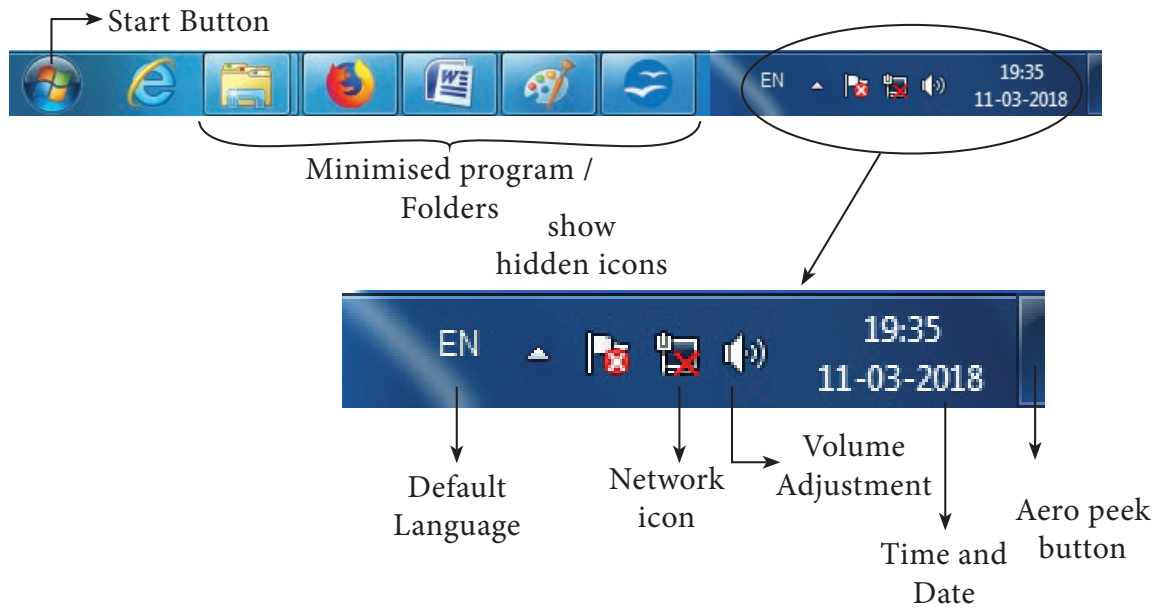 Start Button
EN
19:35
11-03-2018
Minimised program /
Folders
show
hidden icons
EN
19:35
11-03-2018
Default
Language
Network
icon
Volume
Adjustment
Time and
Date
Aero peek
button